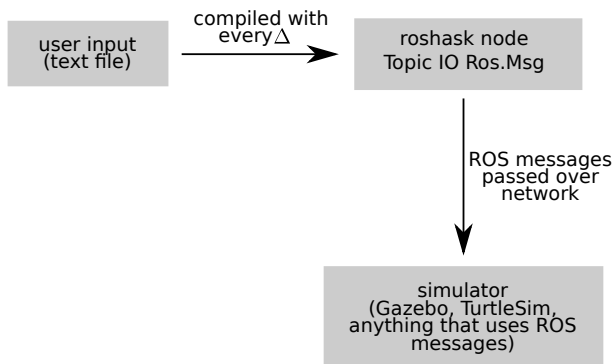 compiled with
every Δ
user input
(text file)
roshask node
Topic IO Ros.Msg
ROS messages
passed over
network
simulator
(Gazebo, TurtleSim,
anything that uses ROS
messages)